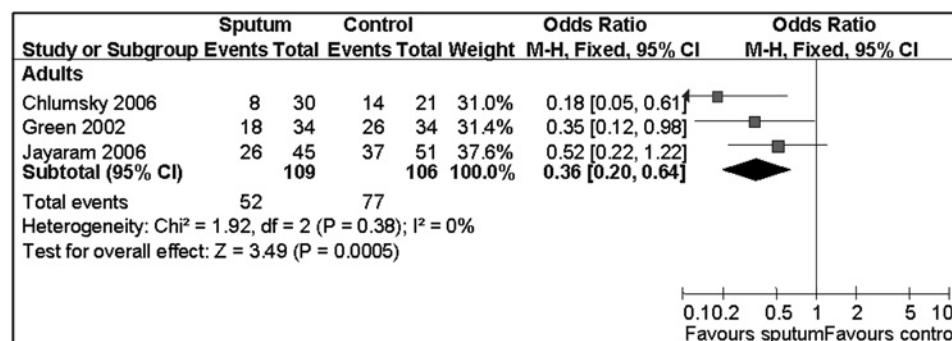 Sputum Control Odds Ratio Odds Ratio
Study or Subgroup Events Total Events Total Weight M-H, Fixed, 95% CI M-H, Fixed, 95% CI
Adults
Chlumsky 2006 8 30 14 21 31.0% 0.18 [0.05, 0.61]
Green 2002 18 34 26 34 31.4% 0.35 [0.12, 0.98]
Jayaram 2006 26 45 37 51 37.6% 0.52 [0.22, 1.22]
Subtotal (95% CI) 109 106 100.0% 0.36 [0.20, 0.64]
Total events 52 77
Heterogeneity: Chi² = 1.92, df = 2 (P = 0.38); I² = 0%
Test for overall effect: Z = 3.49 (P = 0.0005)
0.1 0.2 0.5 1 2 5 10
Favours sputum Favours contro